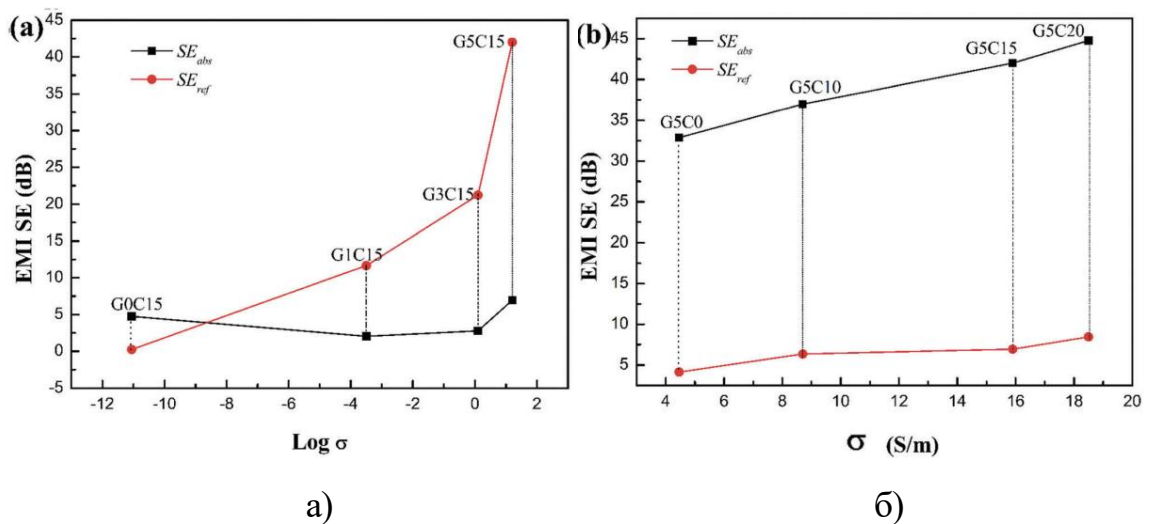 (a)
SE_abs
SE_ref
G0C15
G1C15
G3C15
G5C15
EMI SE (dB)
45
40
35
30
25
20
15
10
5
0
-5
-12 -10 -8 -6 -4 -2 0 2
Log σ
(b)
SE_abs
SE_ref
G5C0
G5C10
G5C15
G5C20
EMI SE (dB)
45
40
35
30
25
20
15
10
5
4 6 8 10 12 14 16 18 20
σ (S/m)
а) б)